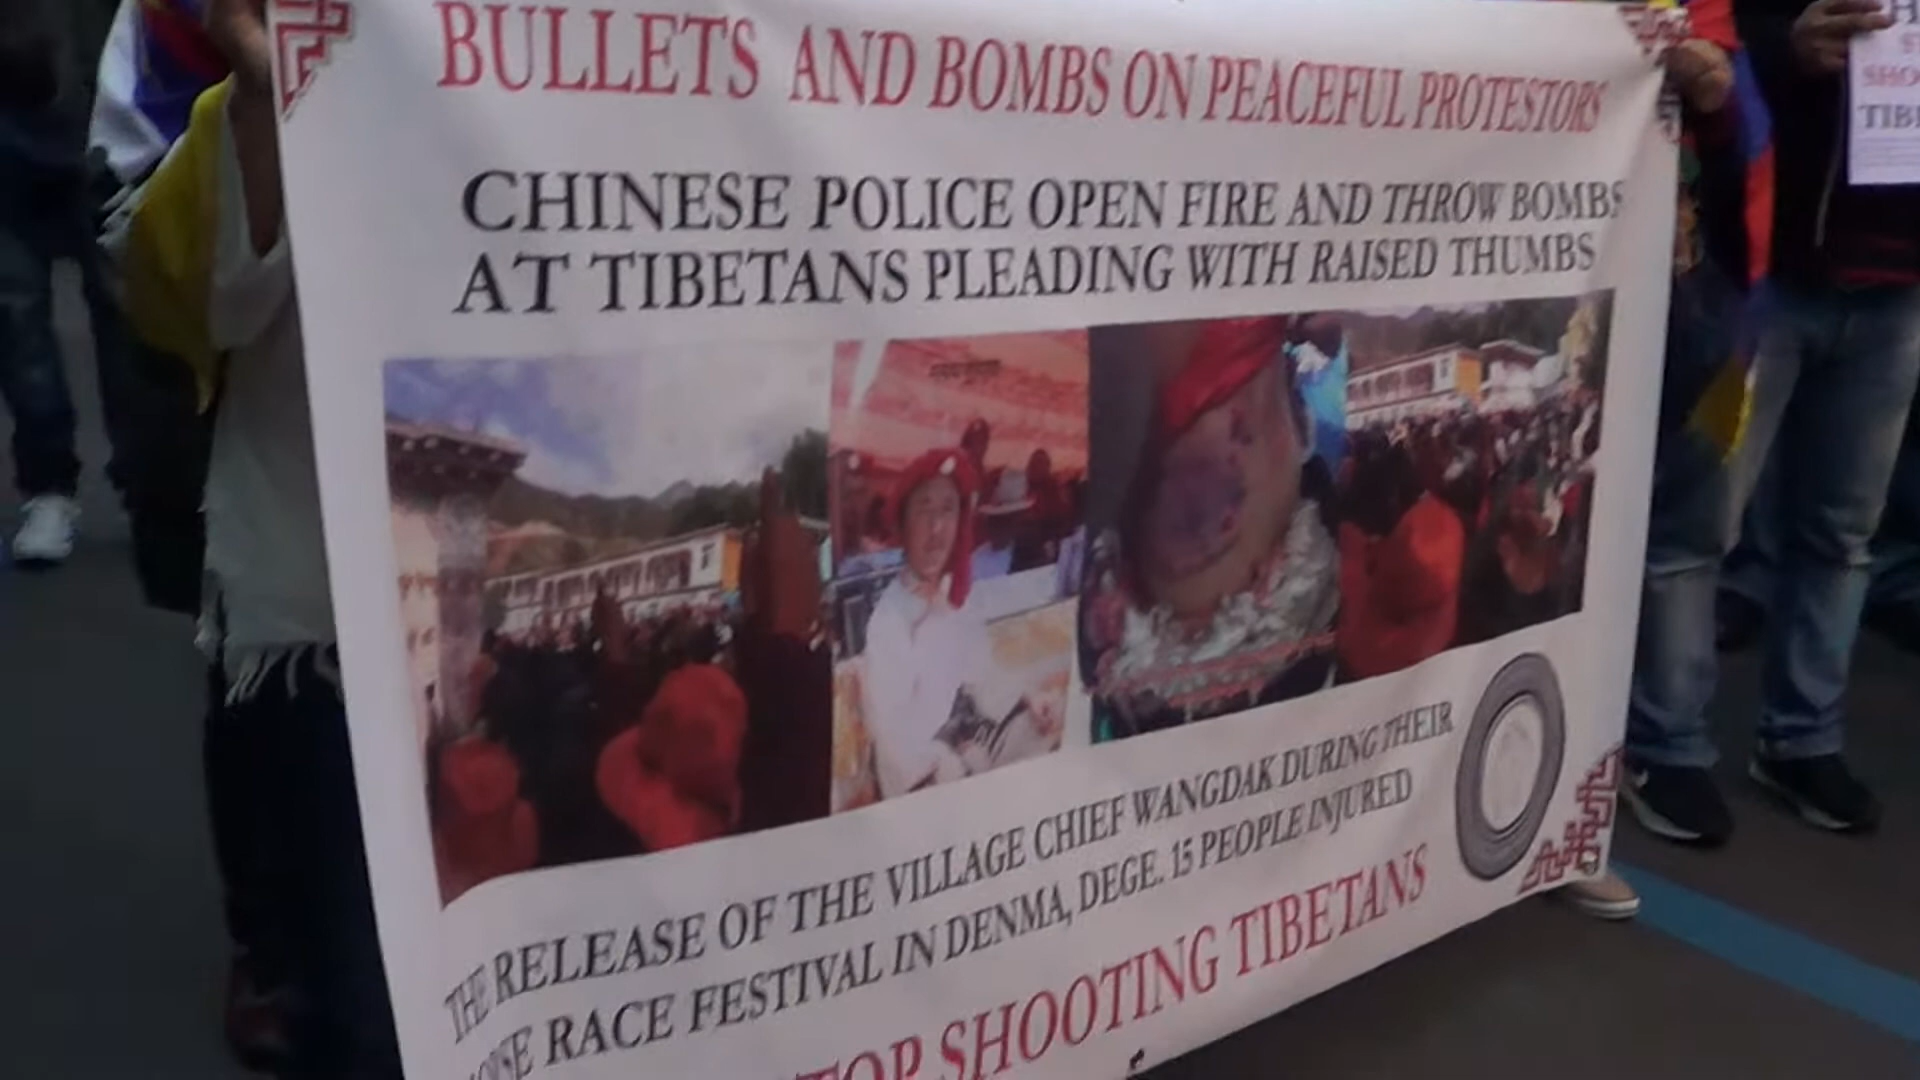 BULLETS AND BOMBS ON PEACEFUL PROTESTORS
CHINESE POLICE OPEN FIRE AND THROW BOMBS
AT TIBETANS PLEADING WITH RAISED THUMBS
THE RELEASE OF THE VILLAGE CHIEF WANGDAK DURING THEIR
RACE FESTIVAL IN DENMA, DEGE. 15 PEOPLE INJURED
SHOOTING TIBETANS